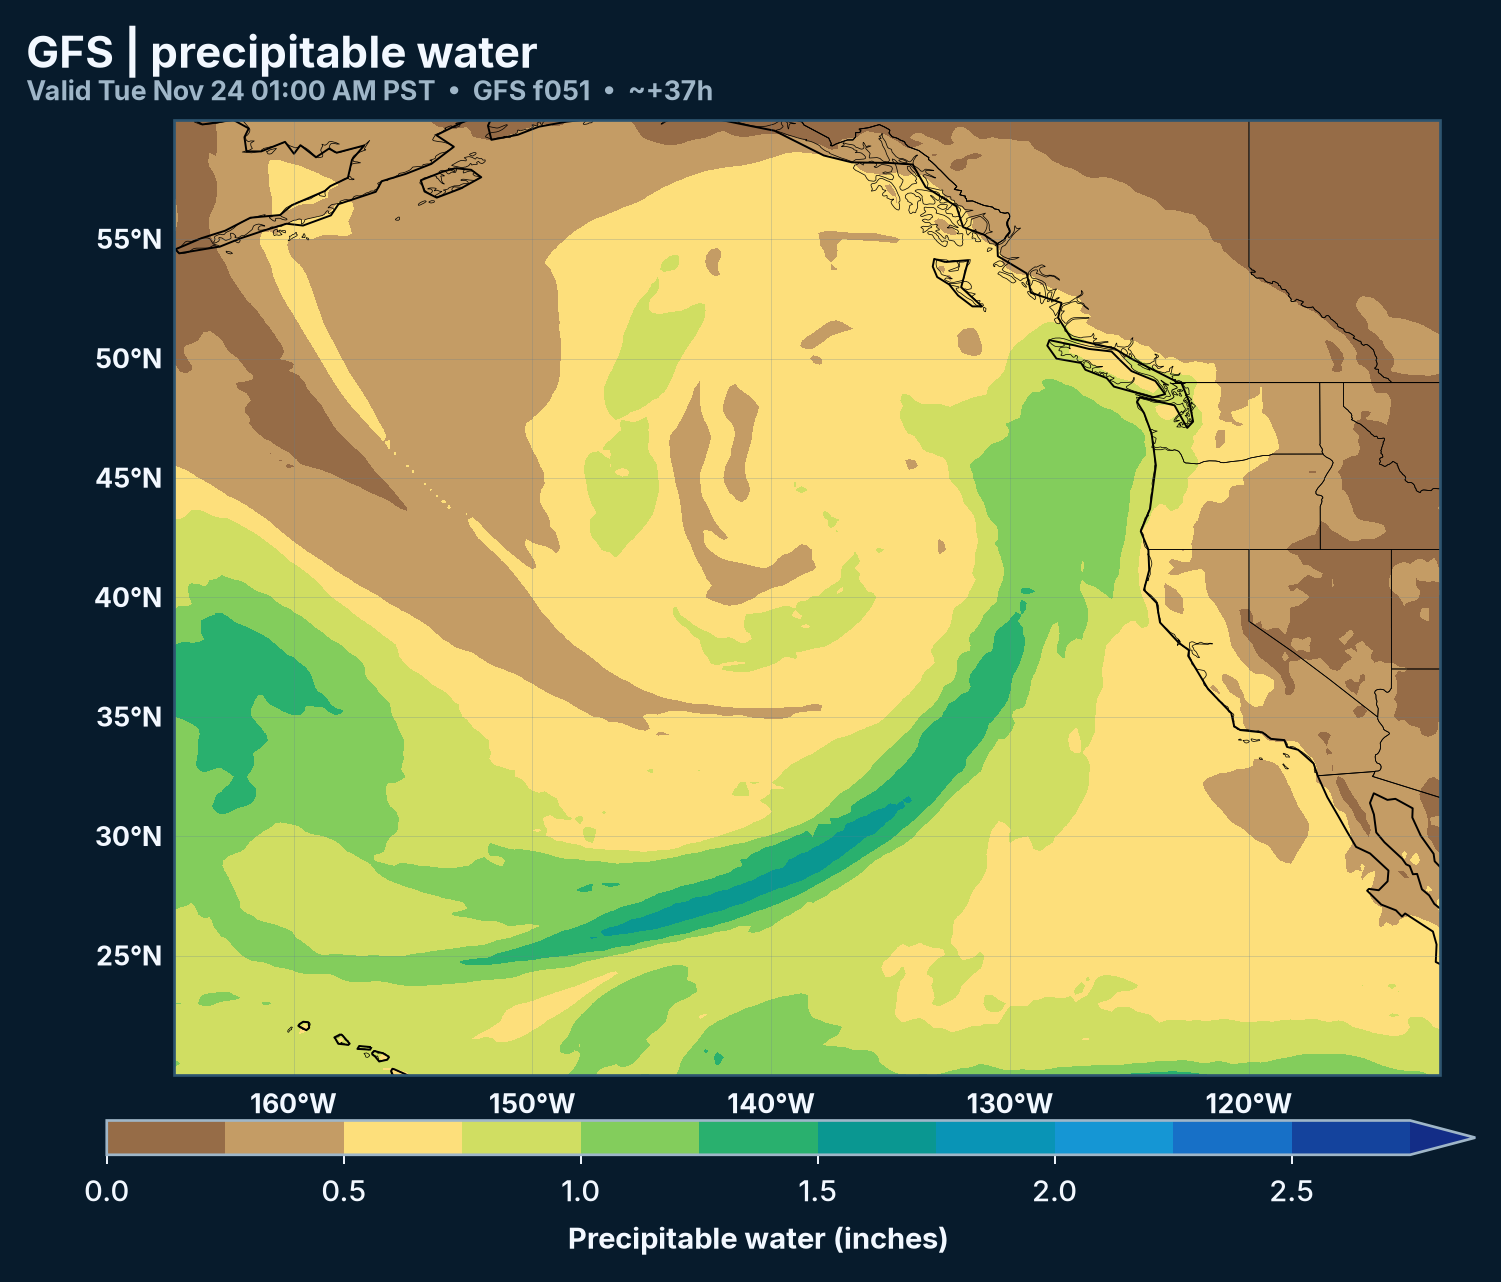 GFS | precipitable water
Valid Tue Nov 24 01:00 AM PST • GFS f051 • ~+37h
55°N
50°N
45°N
40°N
35°N
30°N
25°N
160°W 150°W 140°W 130°W 120°W
0.0 0.5 1.0 1.5 2.0 2.5
Precipitable water (inches)